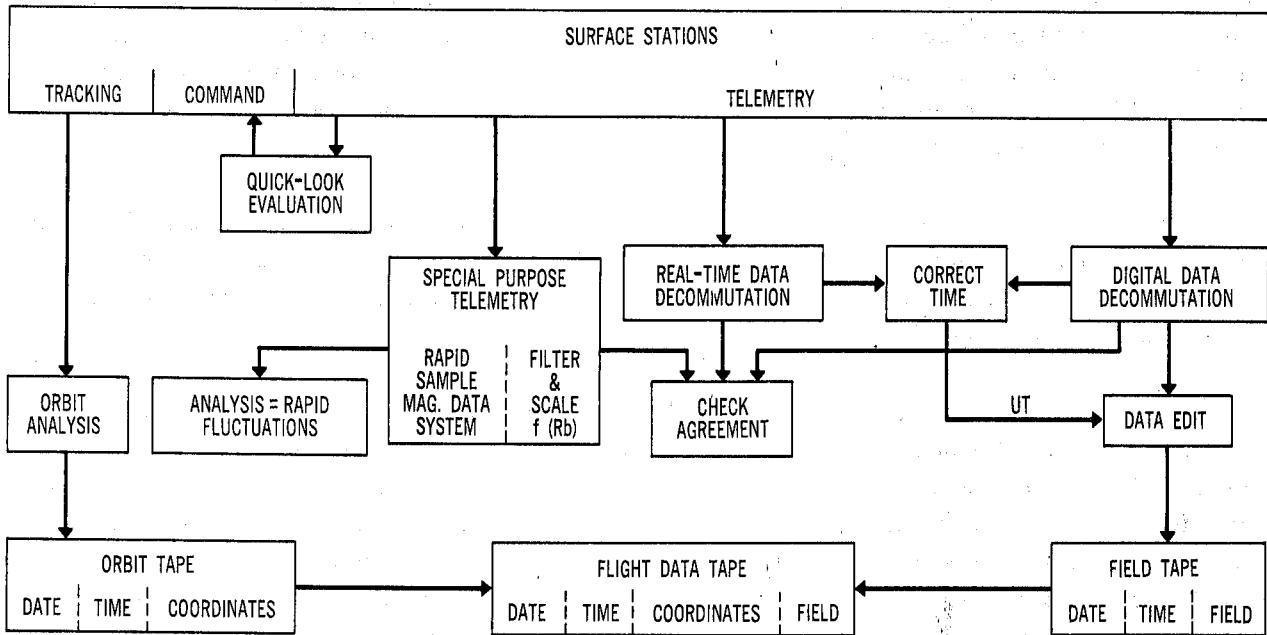 SURFACE STATIONS
TRACKING
COMMAND
TELEMETRY
QUICK-LOOK
EVALUATION
SPECIAL PURPOSE
TELEMETRY
RAPID
SAMPLE
MAG. DATA
SYSTEM
FILTER
&
SCALE
f (Rb)
REAL-TIME DATA
DECOMMUTATION
CORRECT
TIME
DIGITAL DATA
DECOMMUTATION
ORBIT
ANALYSIS
ANALYSIS = RAPID
FLUCTUATIONS
CHECK
AGREEMENT
UT
DATA EDIT
ORBIT TAPE
DATE
TIME
COORDINATES
FLIGHT DATA TAPE
DATE
TIME
COORDINATES
FIELD
FIELD TAPE
DATE
TIME
FIELD